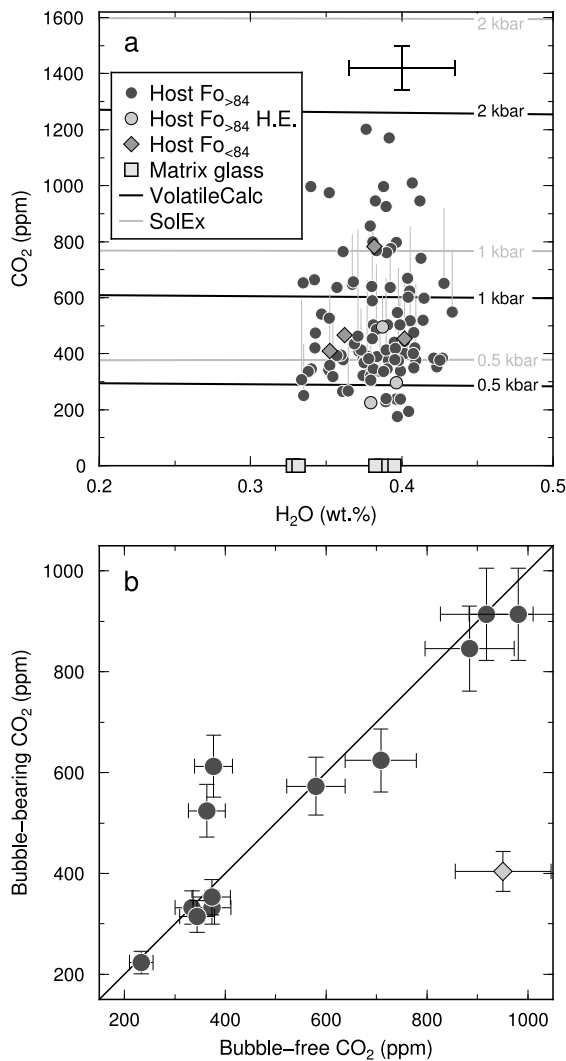 1600
1400
1200
1000
800
600
400
200
0
CO₂ (ppm)
a
2 kbar
2 kbar
1 kbar
1 kbar
0.5 kbar
0.5 kbar
Host Fo>84
Host Fo>84 H.E.
Host Fo<84
Matrix glass
VolatileCalc
SolEx
0.2 0.3 0.4 0.5
H₂O (wt.%)
b
1000
800
600
400
200
Bubble−bearing CO₂ (ppm)
200 400 600 800 1000
Bubble−free CO₂ (ppm)